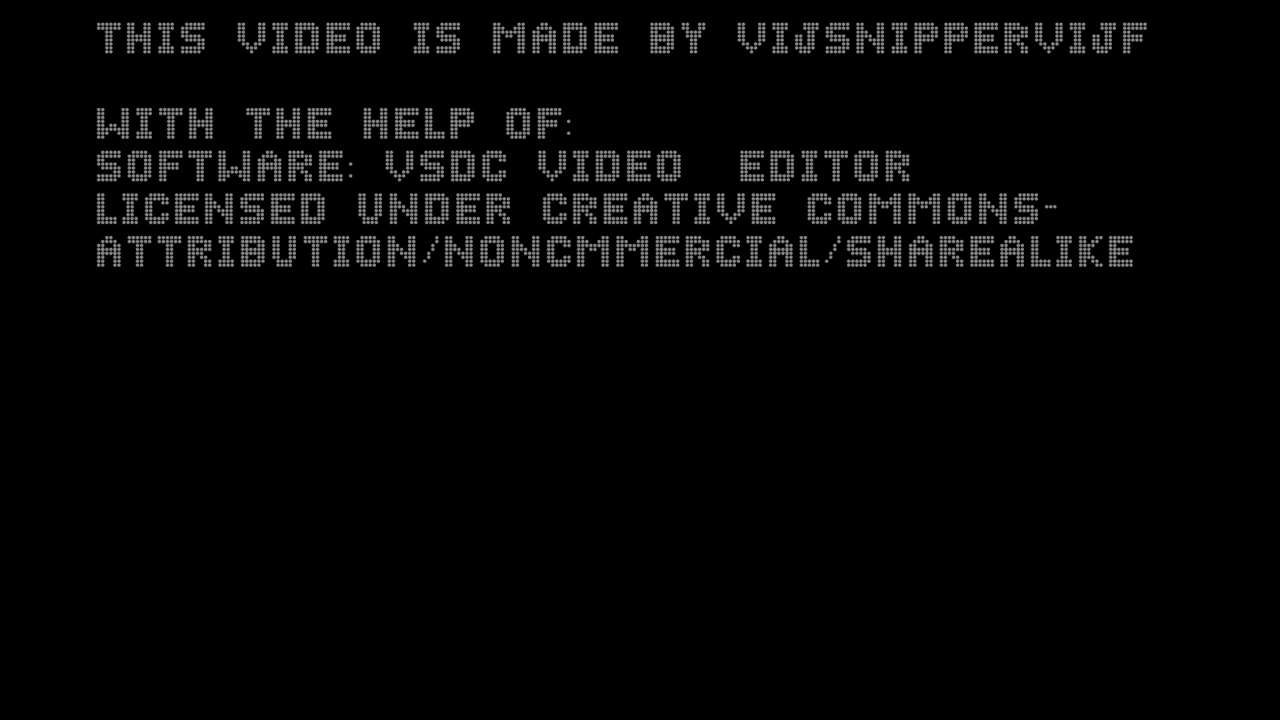 THIS VIDEO IS MADE BY VIJSNIPPERVIJF
WITH THE HELP OF:
SOFTWARE: VSDC VIDEO  EDITOR
LICENSED UNDER CREATIVE COMMONS-
ATTRIBUTION/NONCMMERCIAL/SHAREALIKE